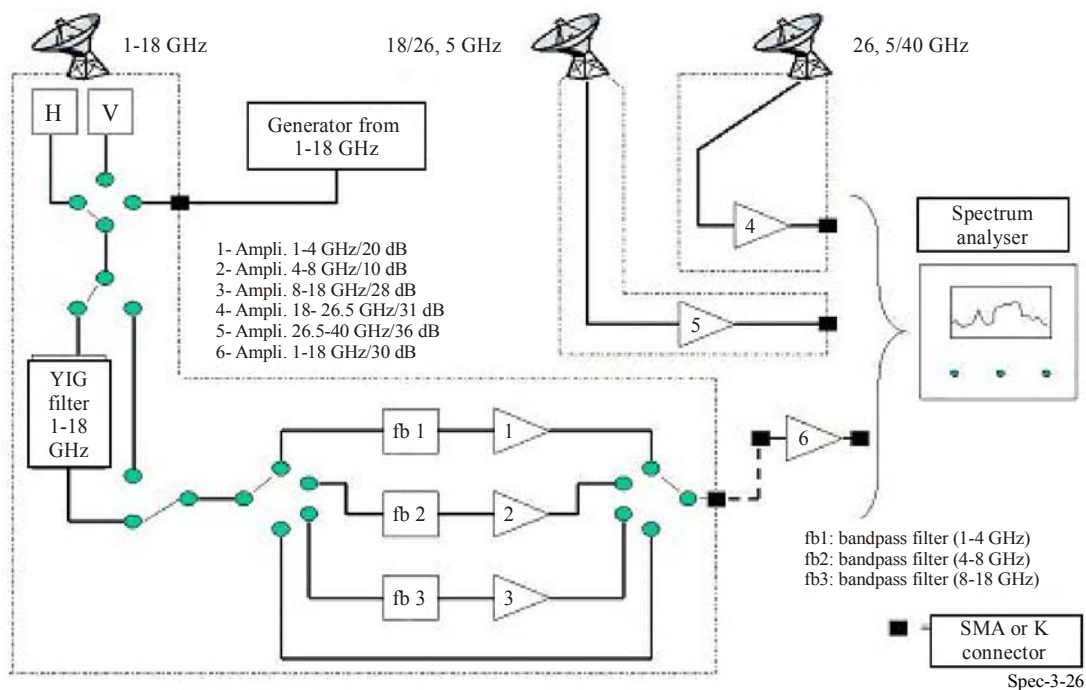 1-18 GHz
18/26, 5 GHz
26, 5/40 GHz
H
V
Generator from
1-18 GHz
4
Spectrum
analyser
1- Ampli. 1-4 GHz/20 dB
2- Ampli. 4-8 GHz/10 dB
3- Ampli. 8-18 GHz/28 dB
4- Ampli. 18- 26.5 GHz/31 dB
5- Ampli. 26.5-40 GHz/36 dB
6- Ampli. 1-18 GHz/30 dB
5
YIG
filter
1-18
GHz
fb 1
1
6
fb 2
2
fb 3
3
fb1: bandpass filter (1-4 GHz)
fb2: bandpass filter (4-8 GHz)
fb3: bandpass filter (8-18 GHz)
SMA or K
connector
Spec-3-26